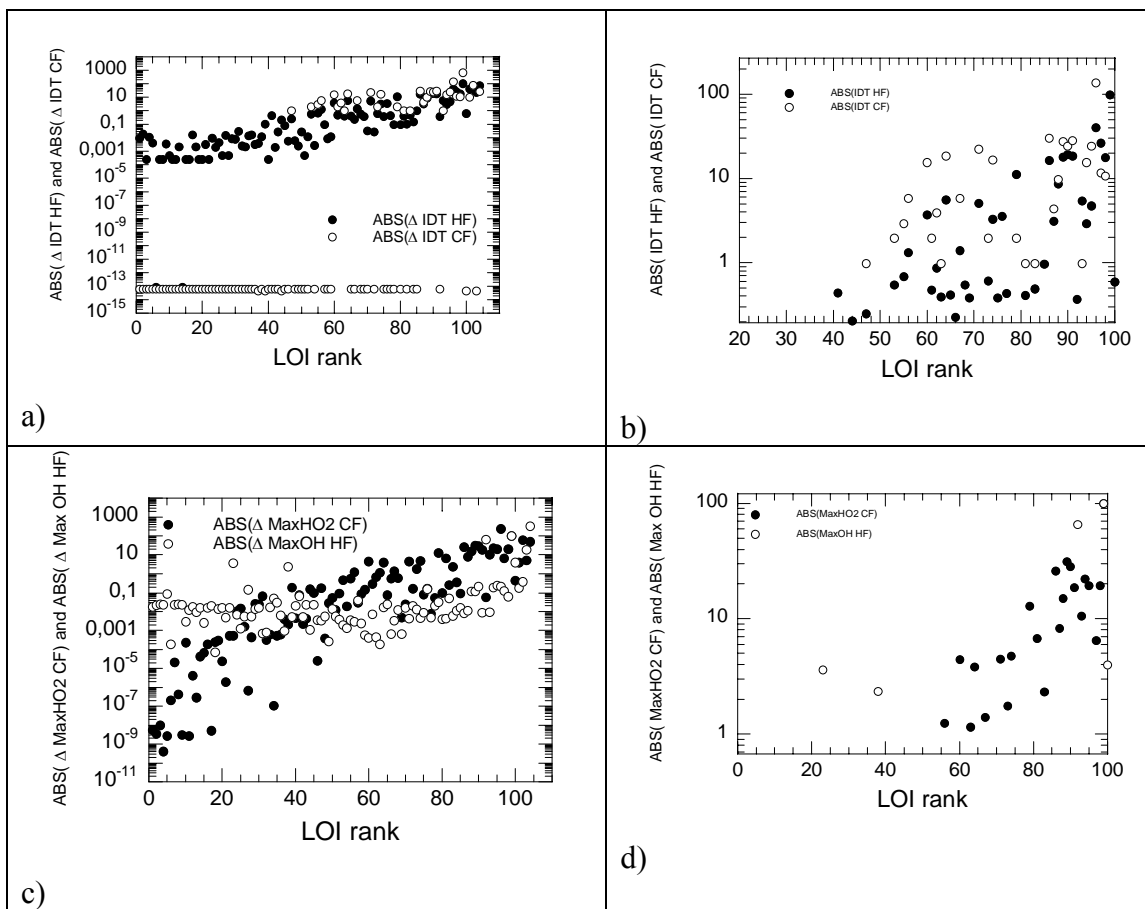 ABS( Δ IDT HF) and ABS( Δ IDT CF)
1000
10
0,1
0,001
10-5
10-7
10-9
10-11
10-13
10-15
ABS(Δ IDT HF)
ABS(Δ IDT CF)
0 20 40 60 80 100
LOI rank
a)
ABS( IDT HF) and ABS( IDT CF)
100
10
1
ABS(IDT HF)
ABS(IDT CF)
20 20 30 40 50 60 70 80 90 100
LOI rank
b)
ABS( Δ MaxHO2 CF) and ABS( Δ Max OH HF)
1000
10
0,1
0,001
10-5
10-7
10-9
10-11
ABS(Δ MaxHO2 CF)
ABS(Δ MaxOH HF)
0 20 40 60 80 100
LOI rank
c)
ABS( MaxHO2 CF) and ABS( Max OH HF)
100
10
1
ABS(MaxHO2 CF)
ABS(MaxOH HF)
0 20 40 60 80 100
LOI rank
d)